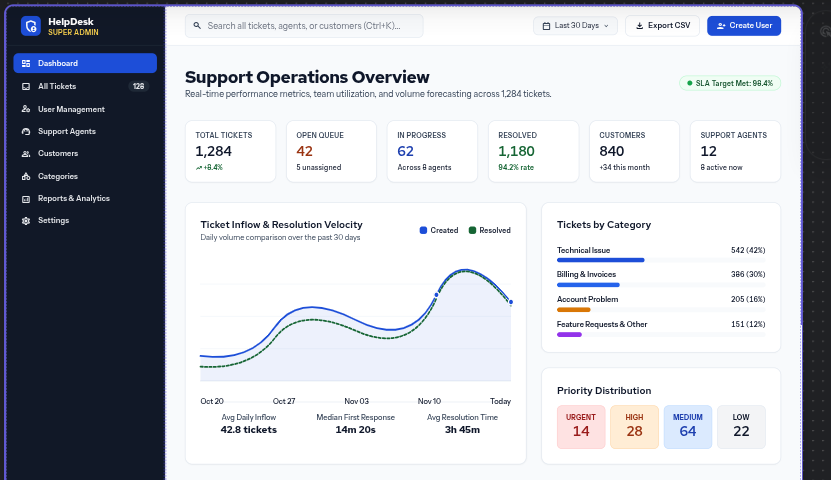 HelpDesk
SUPER ADMIN
Dashboard
All Tickets 128
User Management
Support Agents
Customers
Categories
Reports & Analytics
Settings
Search all tickets, agents, or customers (Ctrl+K)...
Last 30 Days
Export CSV
Create User
Support Operations Overview
Real-time performance metrics, team utilization, and volume forecasting across 1,284 tickets.
SLA Target Met: 98.4%
TOTAL TICKETS
1,284
+8.4%
OPEN QUEUE
42
5 unassigned
IN PROGRESS
62
Across 8 agents
RESOLVED
1,180
94.2% rate
CUSTOMERS
840
+34 this month
SUPPORT AGENTS
12
8 active now
Ticket Inflow & Resolution Velocity
Daily volume comparison over the past 30 days
Created Resolved
Oct 20 Oct 27 Nov 03 Nov 10 Today
Avg Daily Inflow
42.8 tickets
Median First Response
14m 20s
Avg Resolution Time
3h 45m
Tickets by Category
Technical Issue 542 (42%)
Billing & Invoices 386 (30%)
Account Problem 205 (16%)
Feature Requests & Other 151 (12%)
Priority Distribution
URGENT
14
HIGH
28
MEDIUM
64
LOW
22